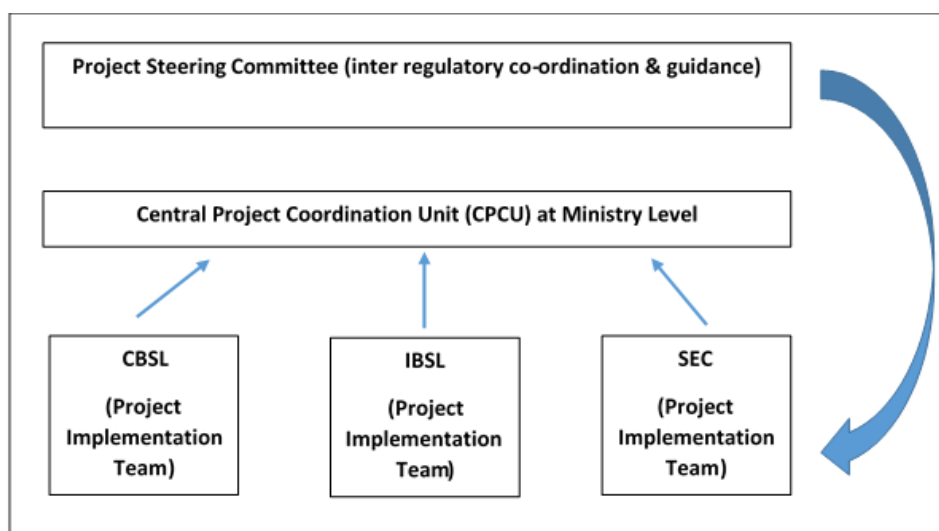 Project Steering Committee (inter regulatory co-ordination & guidance)
Central Project Coordination Unit (CPCU) at Ministry Level
CBSL
(Project
Implementation
Team)
IBSL
(Project
Implementation
Team)
SEC
(Project
Implementation
Team)